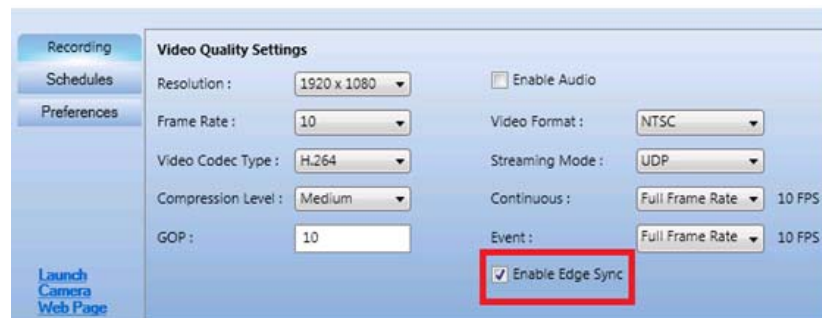 Recording
Schedules
Preferences
Video Quality Settings
Resolution : 1920 x 1080
Enable Audio
Frame Rate : 10
Video Format : NTSC
Video Codec Type : H.264
Streaming Mode : UDP
Compression Level : Medium
Continuous : Full Frame Rate 10 FPS
GOP : 10
Event : Full Frame Rate 10 FPS
Enable Edge Sync
Launch
Camera
Web Page